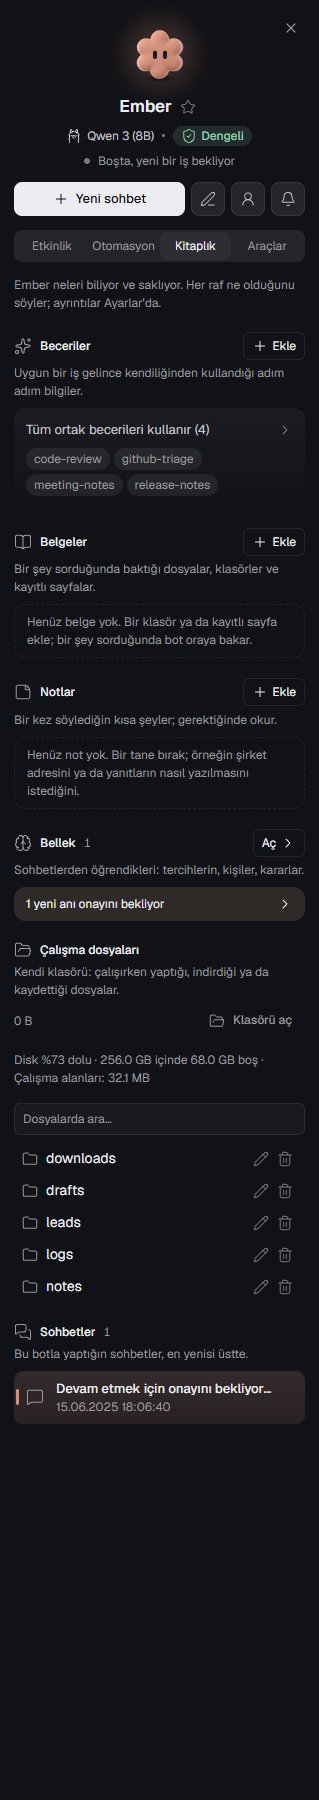 Ember
Qwen 3 (8B) • Dengeli
Boşta, yeni bir iş bekliyor
Yeni sohbet
Etkinlik Otomasyon Kitaplık Araçlar
Ember neleri biliyor ve saklıyor. Her raf ne olduğunu
söyler; ayrıntılar Ayarlar'da.
Beceriler Ekle
Uygun bir iş gelince kendiliğinden kullandığı adım
adım bilgiler.
Tüm ortak becerileri kullanır (4)
code-review github-triage
meeting-notes release-notes
Belgeler Ekle
Bir şey sorduğunda baktığı dosyalar, klasörler ve
kayıtlı sayfalar.
Henüz belge yok. Bir klasör ya da kayıtlı sayfa
ekle; bir şey sorduğunda bot oraya bakar.
Notlar Ekle
Bir kez söylediğin kısa şeyler; gerektiğinde okur.
Henüz not yok. Bir tane bırak; örneğin şirket
adresini ya da yanıtların nasıl yazılmasını
istediğini.
Bellek 1 Aç
Sohbetlerden öğrendikleri: tercihlerin, kişiler, kararlar.
1 yeni anı onayını bekliyor
Çalışma dosyaları
Kendi klasörü: çalışırken yaptığı, indirdiği ya da
kaydettiği dosyalar.
0 B Klasörü aç
Disk %73 dolu · 256.0 GB içinde 68.0 GB boş ·
Çalışma alanları: 32.1 MB
Dosyalarda ara...
downloads
drafts
leads
logs
notes
Sohbetler 1
Bu botla yaptığın sohbetler, en yenisi üstte.
Devam etmek için onayını bekliyor...
15.06.2025 18:06:40